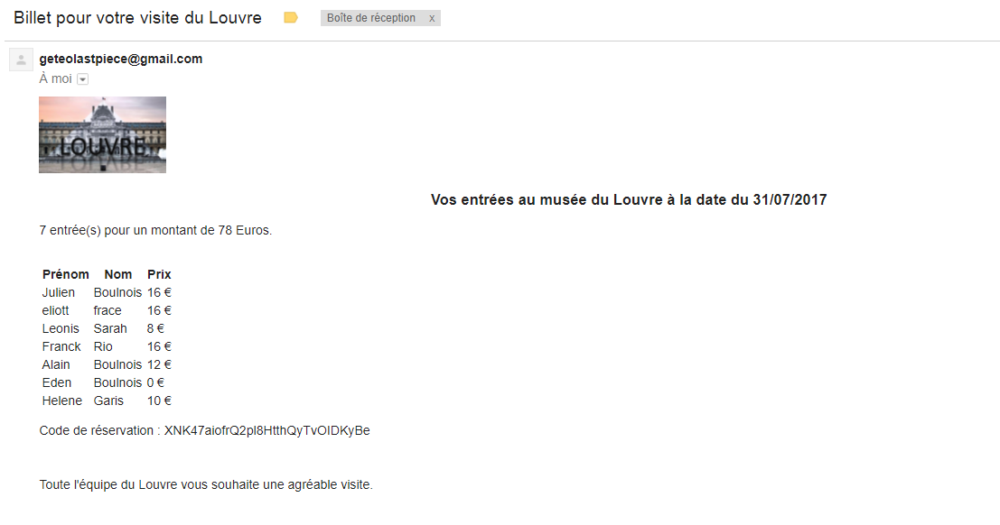 Billet pour votre visite du Louvre
Boîte de réception x
geteolastpiece@gmail.com
À moi
LOUVRE
Vos entrées au musée du Louvre à la date du 31/07/2017
7 entrée(s) pour un montant de 78 Euros.
Prénom Nom Prix
Julien Boulnois 16 €
eliott frace 16 €
Leonis Sarah 8 €
Franck Rio 16 €
Alain Boulnois 12 €
Eden Boulnois 0 €
Helene Garis 10 €
Code de réservation : XNK47aiofrQ2pl8HtthQyTvOIDKyBe
Toute l'équipe du Louvre vous souhaite une agréable visite.